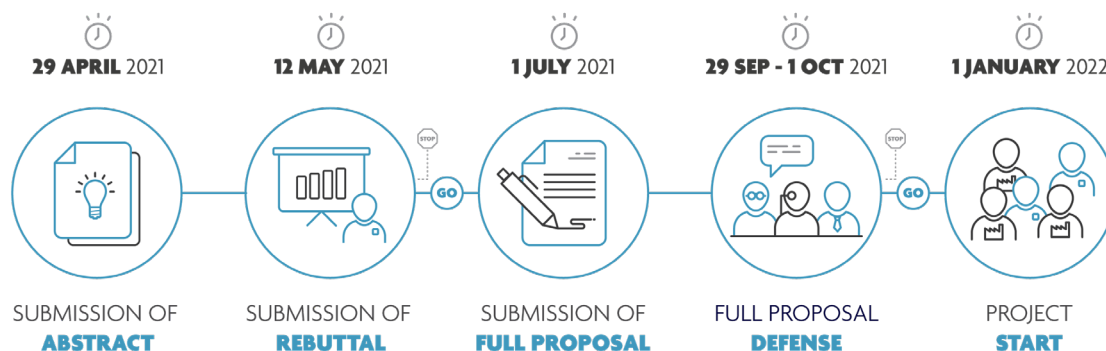 29 APRIL 2021
12 MAY 2021
1 JULY 2021
29 SEP - 1 OCT 2021
1 JANUARY 2022
STOP
STOP
GO
GO
SUBMISSION OF
ABSTRACT
SUBMISSION OF
REBUTTAL
SUBMISSION OF
FULL PROPOSAL
FULL PROPOSAL
DEFENSE
PROJECT
START